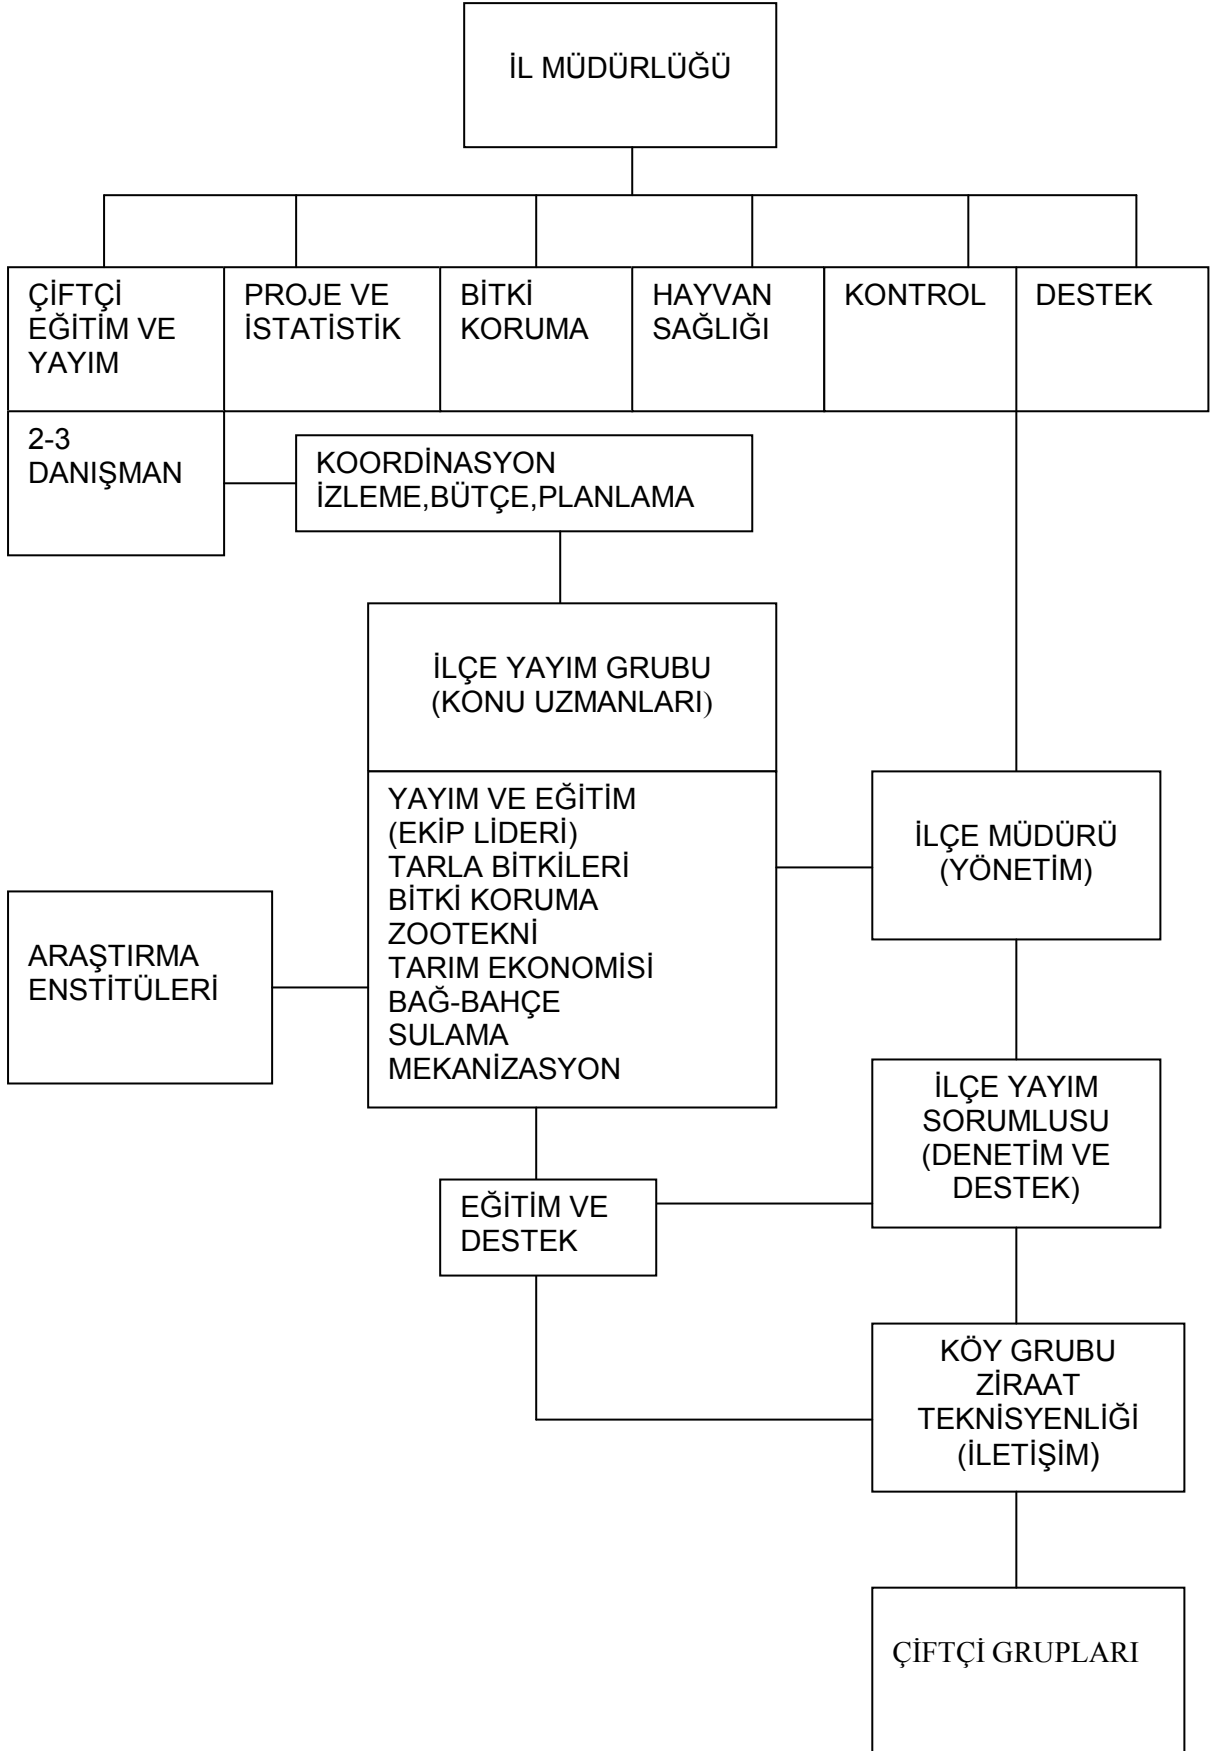 İL MÜDÜRLÜĞÜ
ÇİFTÇİ
EĞİTİM VE
YAYIM
PROJE VE
İSTATİSTİK
BİTKİ
KORUMA
HAYVAN
SAĞLIĞI
KONTROL
DESTEK
2-3
DANIŞMAN
KOORDİNASYON
İZLEME,BÜTÇE,PLANLAMA
İLÇE YAYIM GRUBU
(KONU UZMANLARI)
YAYIM VE EĞİTİM
(EKİP LİDERİ)
TARLA BİTKİLERİ
BİTKİ KORUMA
ZOOTEKNİ
TARIM EKONOMİSİ
BAĞ-BAHÇE
SULAMA
MEKANİZASYON
İLÇE MÜDÜRÜ
(YÖNETİM)
ARAŞTIRMA
ENSTİTÜLERİ
İLÇE YAYIM
SORUMLUSU
(DENETİM VE
DESTEK)
EĞİTİM VE
DESTEK
KÖY GRUBU
ZİRAAT
TEKNİSYENLİĞİ
(İLETİŞİM)
ÇİFTÇİ GRUPLARI